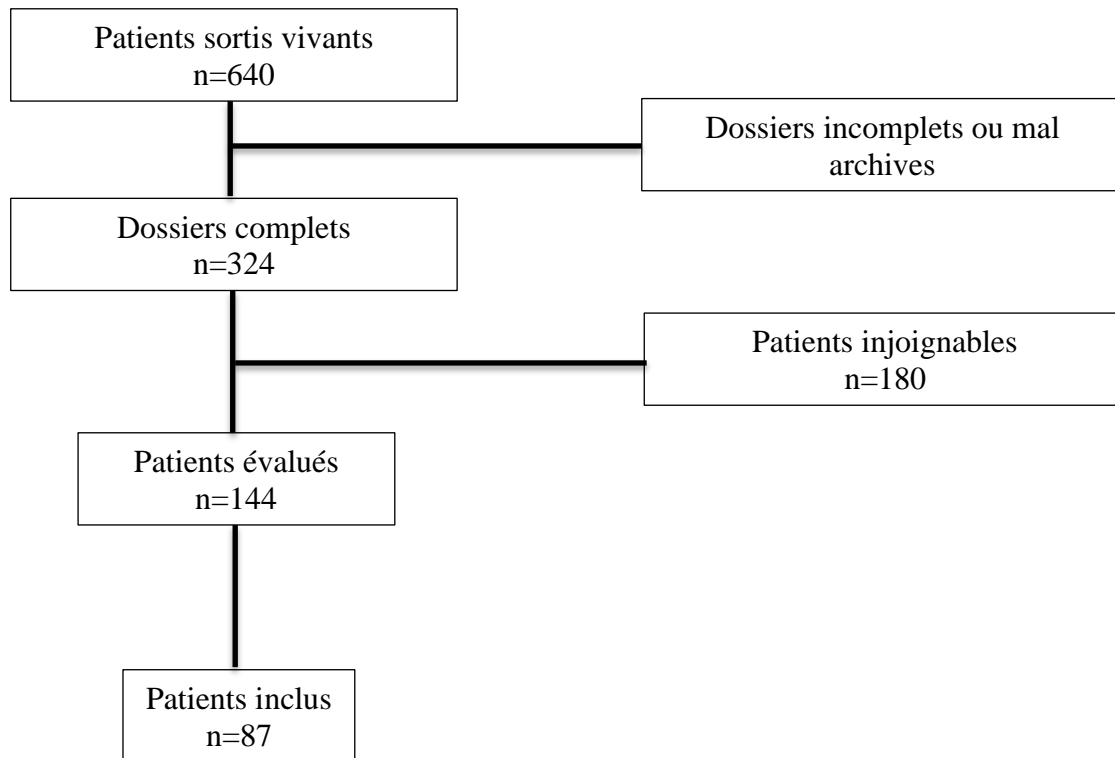 Patients sortis vivants
n=640
Dossiers incomplets ou mal
archives
Dossiers complets
n=324
Patients injoignables
n=180
Patients évalués
n=144
Patients inclus
n=87